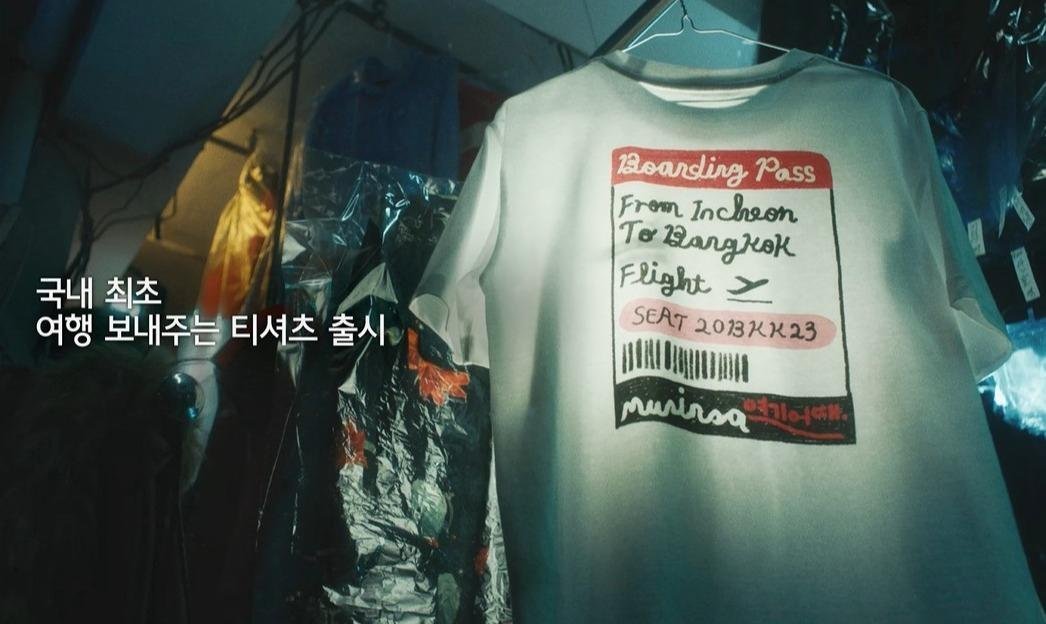 국내 최초
여행 보내주는 티셔츠 출시
Boarding Pass
From Incheon
To Bangkok
Flight
SEAT 2013KK23
musinsa 여기어때.